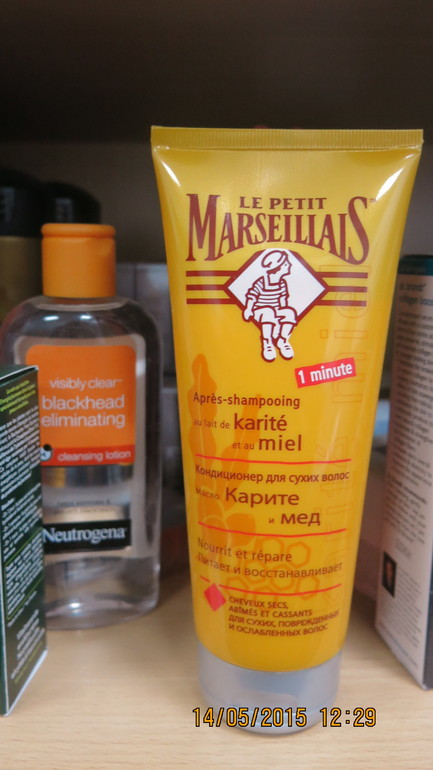 LE PETIT
MARSEILLAIS
1 minute
Après-shampooing
au lait de karité
et au miel
Кондиционер для сухих волос
Масло Карите
и мед
Nourrit et répare
Питает и восстанавливает
CHEVEUX SECS,
ABÎMÉS ET CASSANTS
ДЛЯ СУХИХ, ПОВРЕЖДЕННЫХ
И ОСЛАБЛЕННЫХ ВОЛОС
visibly clear™
blackhead
eliminating
cleansing lotion
Neutrogena
14/05/2015 12:29